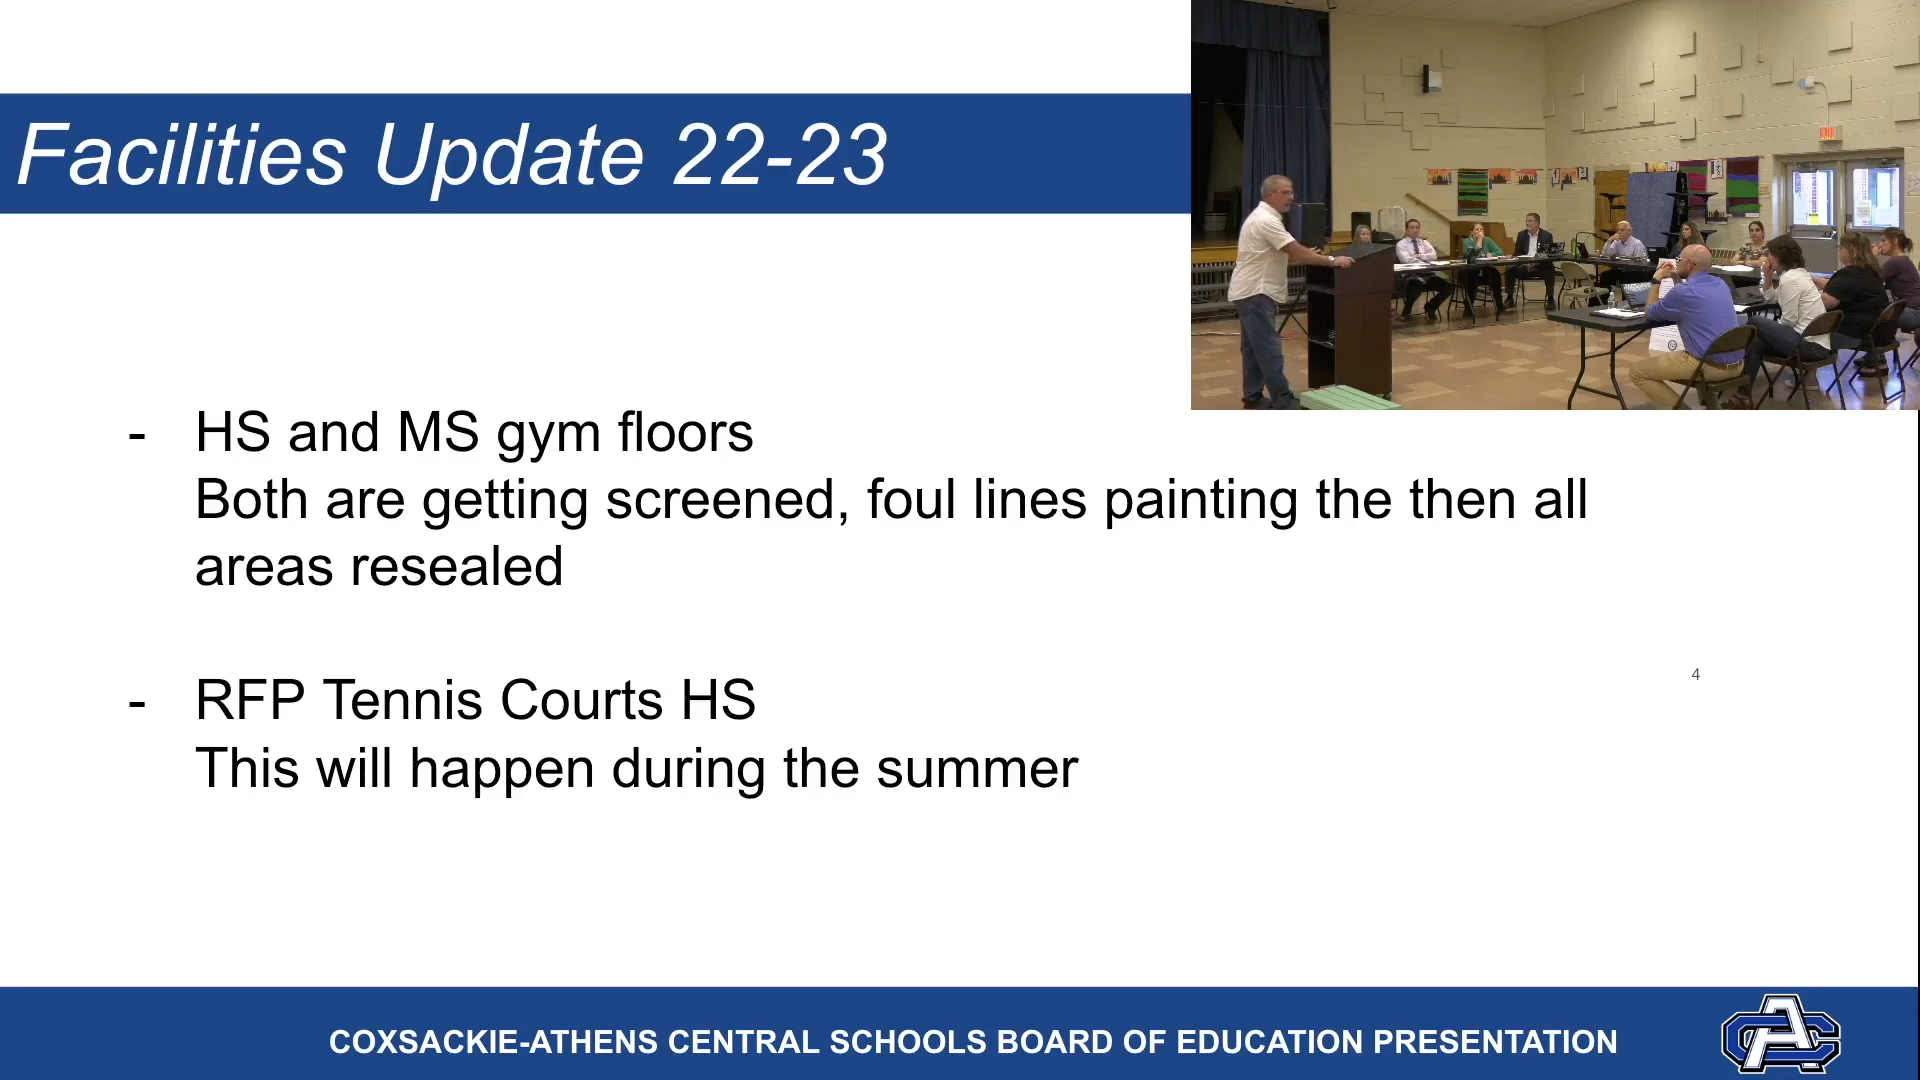 Facilities Update 22-23
- HS and MS gym floors
Both are getting screened, foul lines painting the then all
areas resealed
4
- RFP Tennis Courts HS
This will happen during the summer
COXSACKIE-ATHENS CENTRAL SCHOOLS BOARD OF EDUCATION PRESENTATION
CA